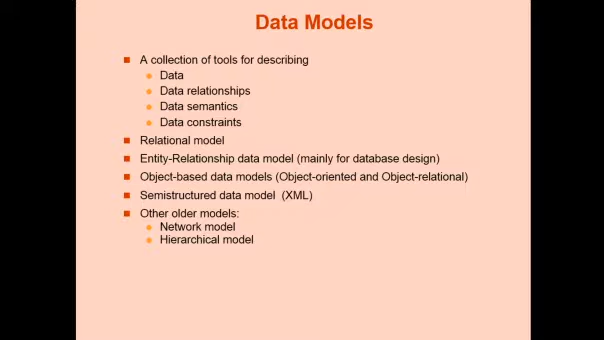 Data Models
A collection of tools for describing
Data
Data relationships
Data semantics
Data constraints
Relational model
Entity-Relationship data model (mainly for database design)
Object-based data models (Object-oriented and Object-relational)
Semistructured data model (XML)
Other older models:
Network model
Hierarchical model